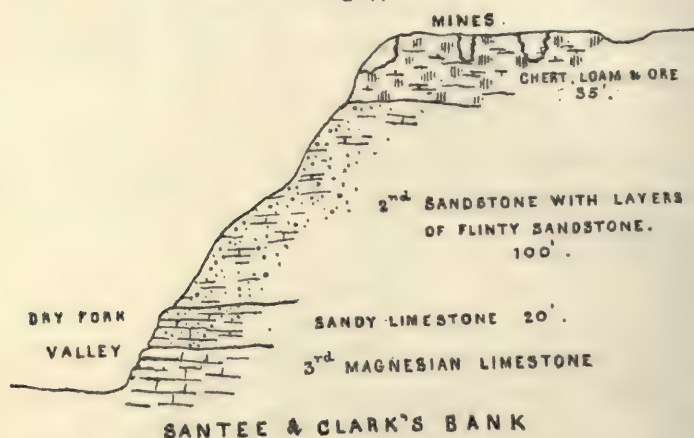 MINES.
CHERT, LOAM & ORE
35'.
2nd SANDSTONE WITH LAYERS
OF FLINTY SANDSTONE.
100'.
SANDY LIMESTONE 20'.
DRY FORK
VALLEY
3rd MAGNESIAN LIMESTONE
SANTEE & CLARK'S BANK